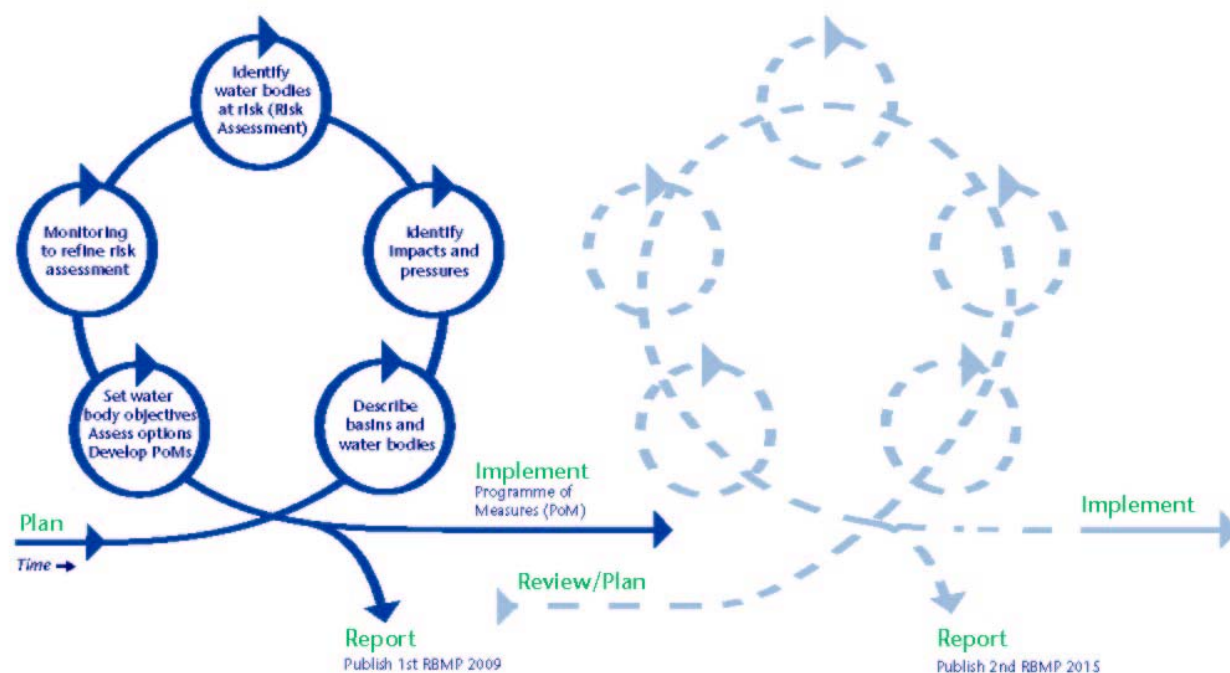 Identify
water bodies
at risk (Risk
Assessment)
Monitoring
to refine risk
assessment
Identify
impacts and
pressures
Set water
body objectives
Assess options
Develop PoMs
Describe
basins and
water bodies
Plan
Time →
Implement
Programme of
Measures (PoM)
Report
Publish 1st RBMP 2009
Review/Plan
Implement
Report
Publish 2nd RBMP 2015